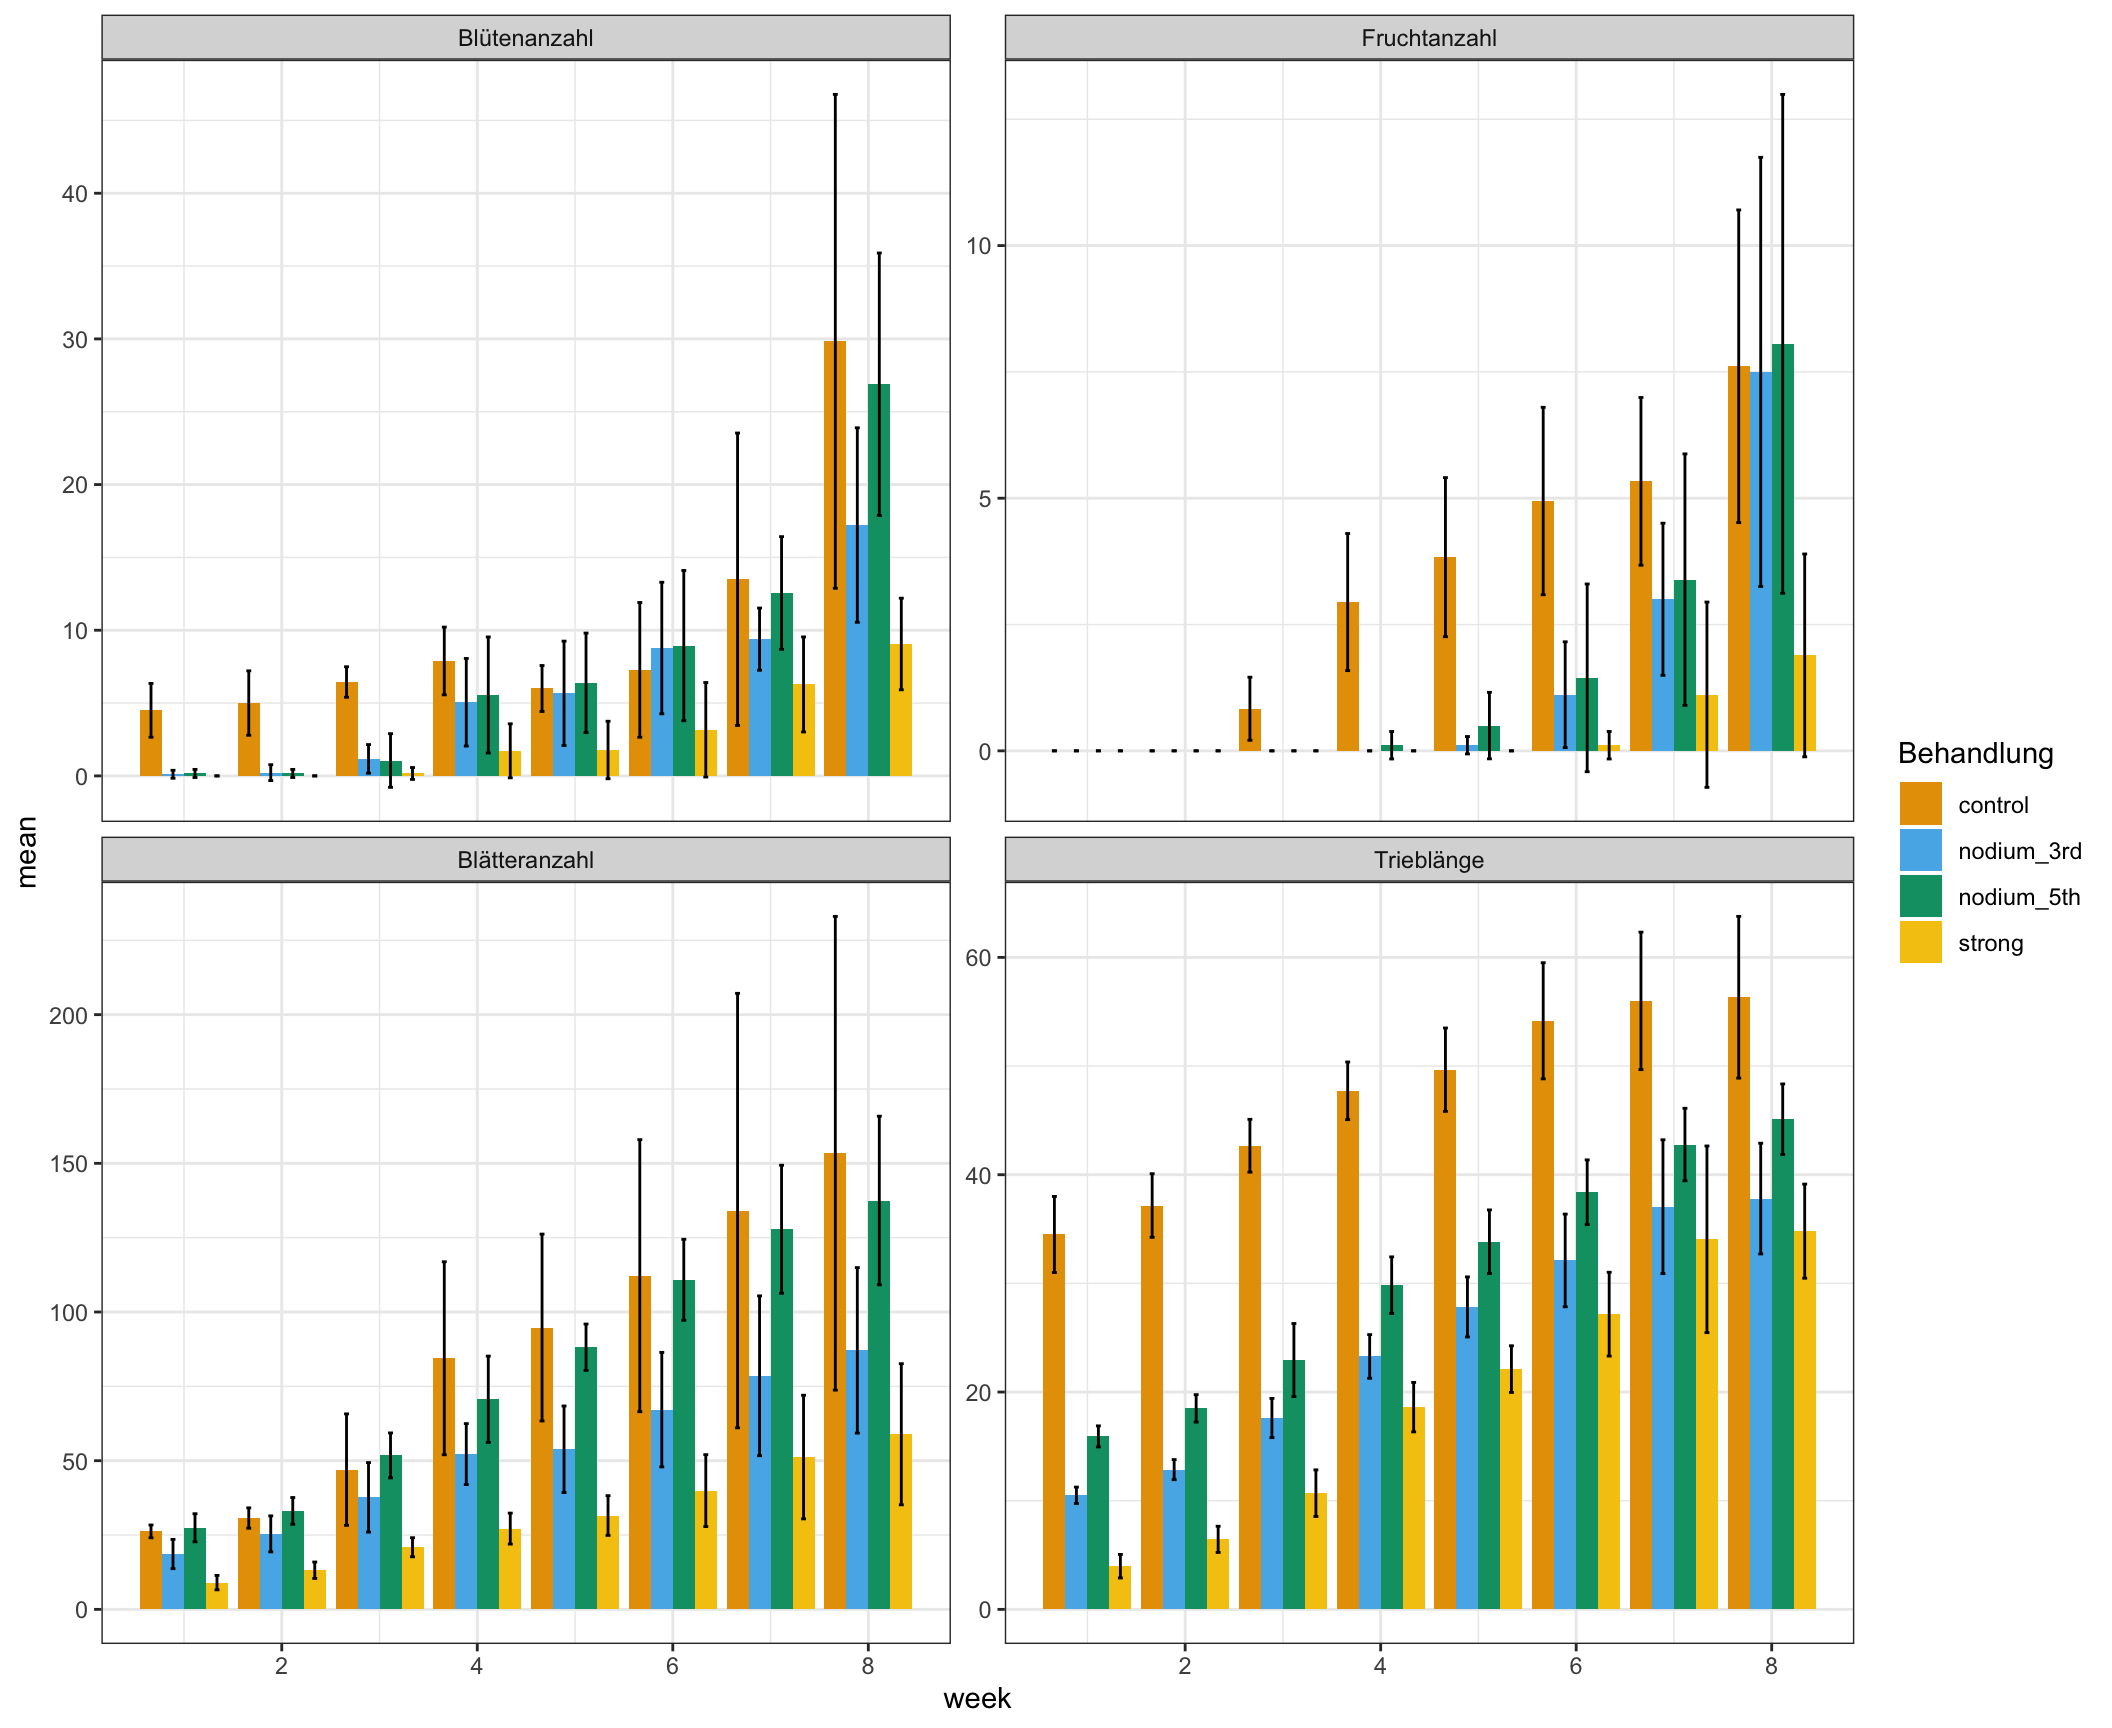 Blütenanzahl
Fruchtanzahl
40
30
20
10
0
10
5
0
Blätteranzahl
Trieblänge
200
150
100
50
0
60
40
20
0
2 4 6 8
2 4 6 8
mean
week
Behandlung
control
nodium_3rd
nodium_5th
strong